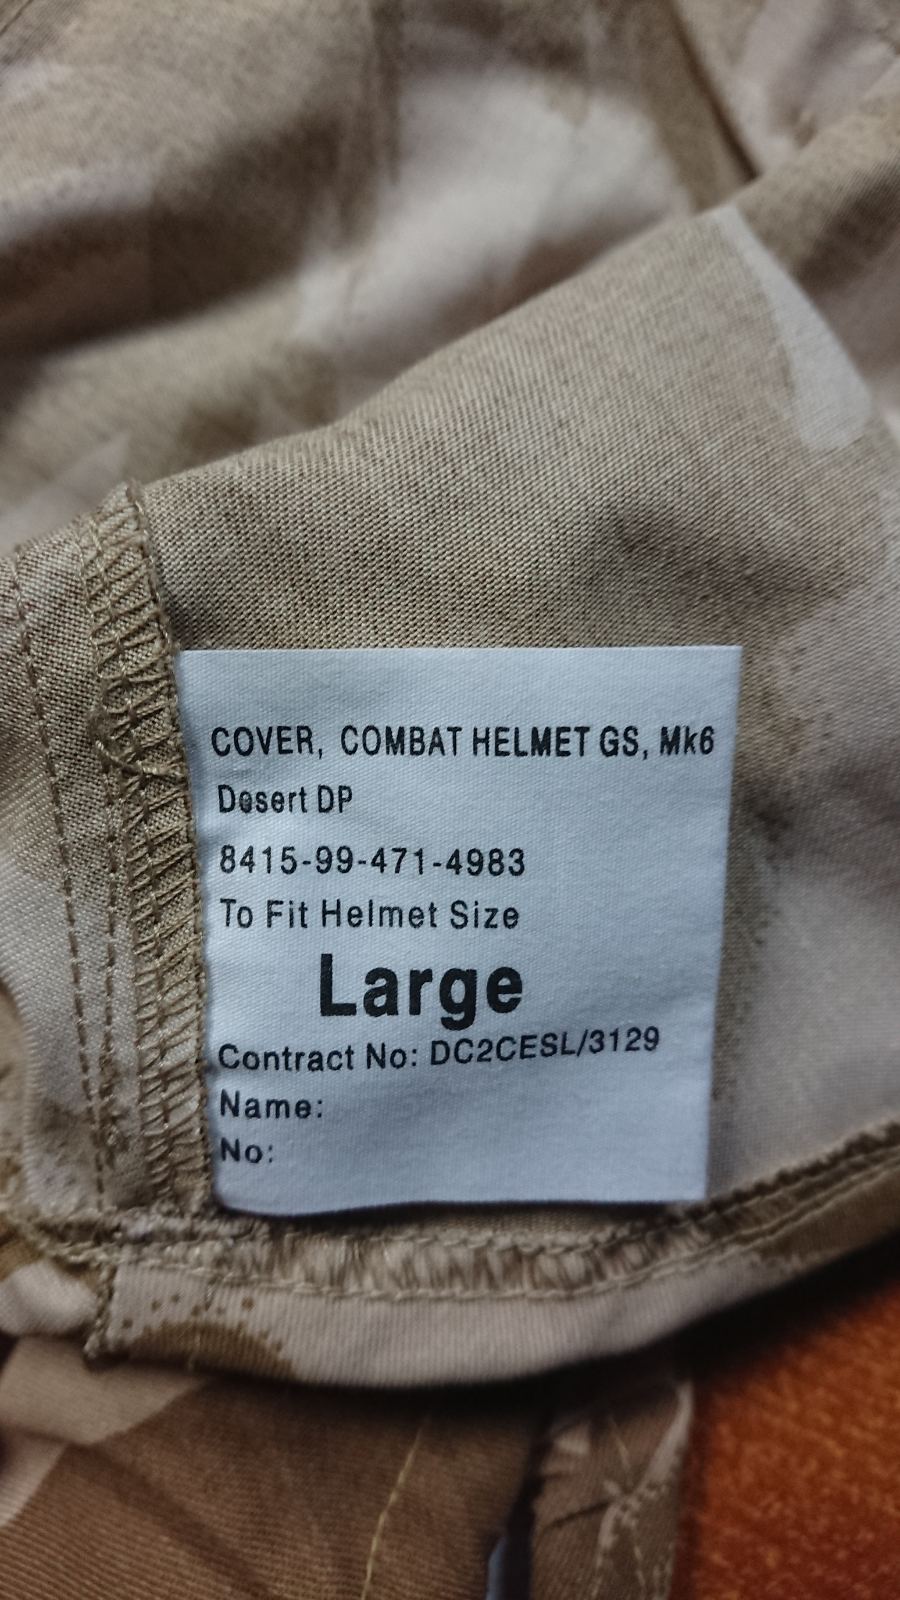 COVER, COMBAT HELMET GS, Mk6
Desert DP
8415-99-471-4983
To Fit Helmet Size
Large
Contract No: DC2CESL/3129
Name:
No: